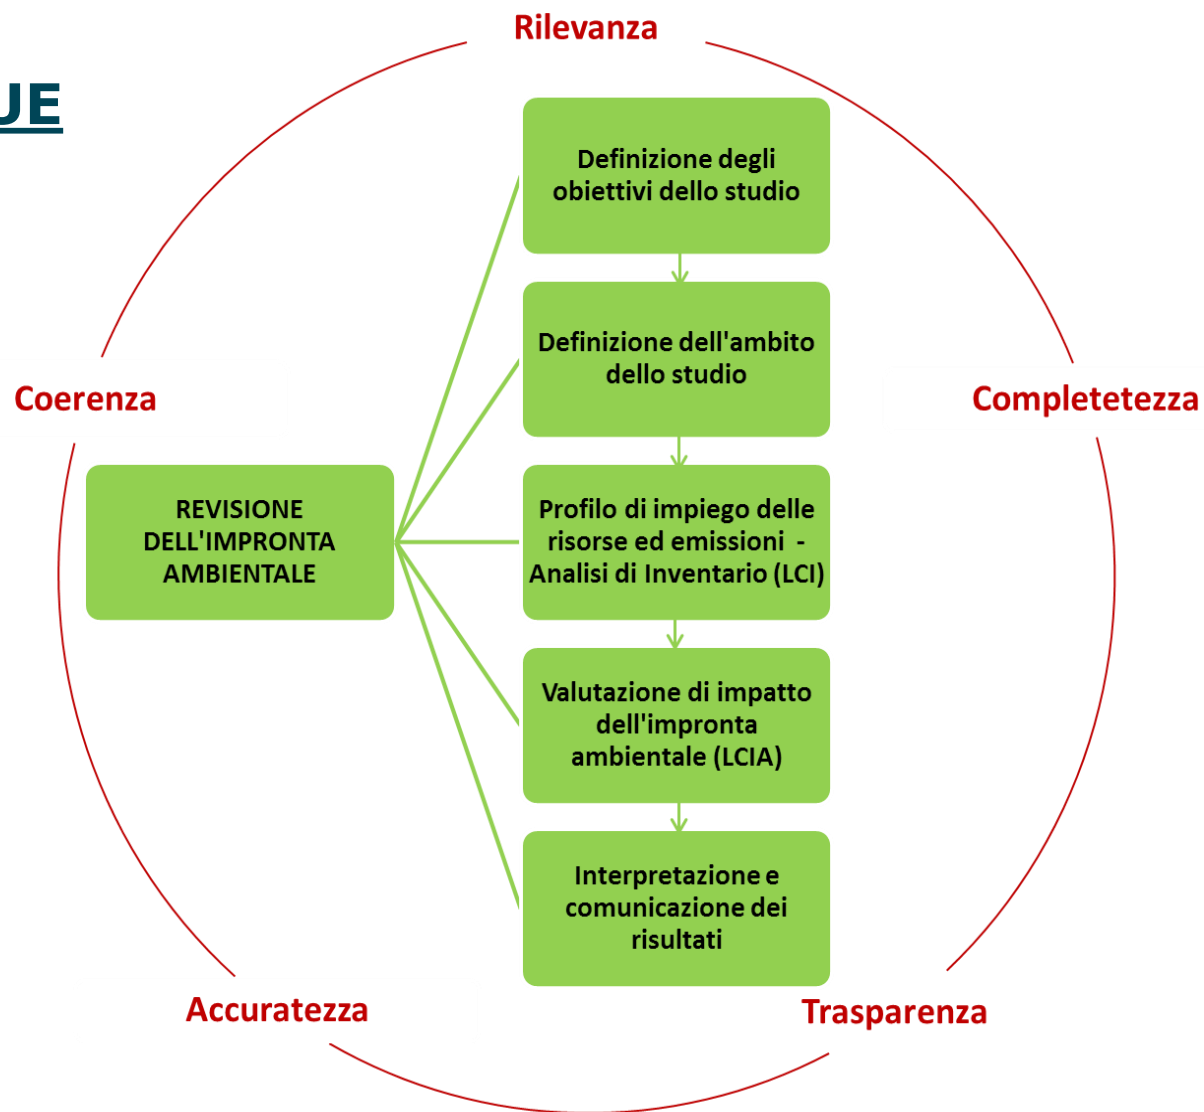 Rilevanza
UE
Definizione degli
obiettivi dello studio
Definizione dell'ambito
dello studio
Coerenza
Completetezza
REVISIONE
DELL'IMPRONTA
AMBIENTALE
Profilo di impiego delle
risorse ed emissioni -
Analisi di Inventario (LCI)
Valutazione di impatto
dell'impronta
ambientale (LCIA)
Interpretazione e
comunicazione dei
risultati
Accuratezza
Trasparenza